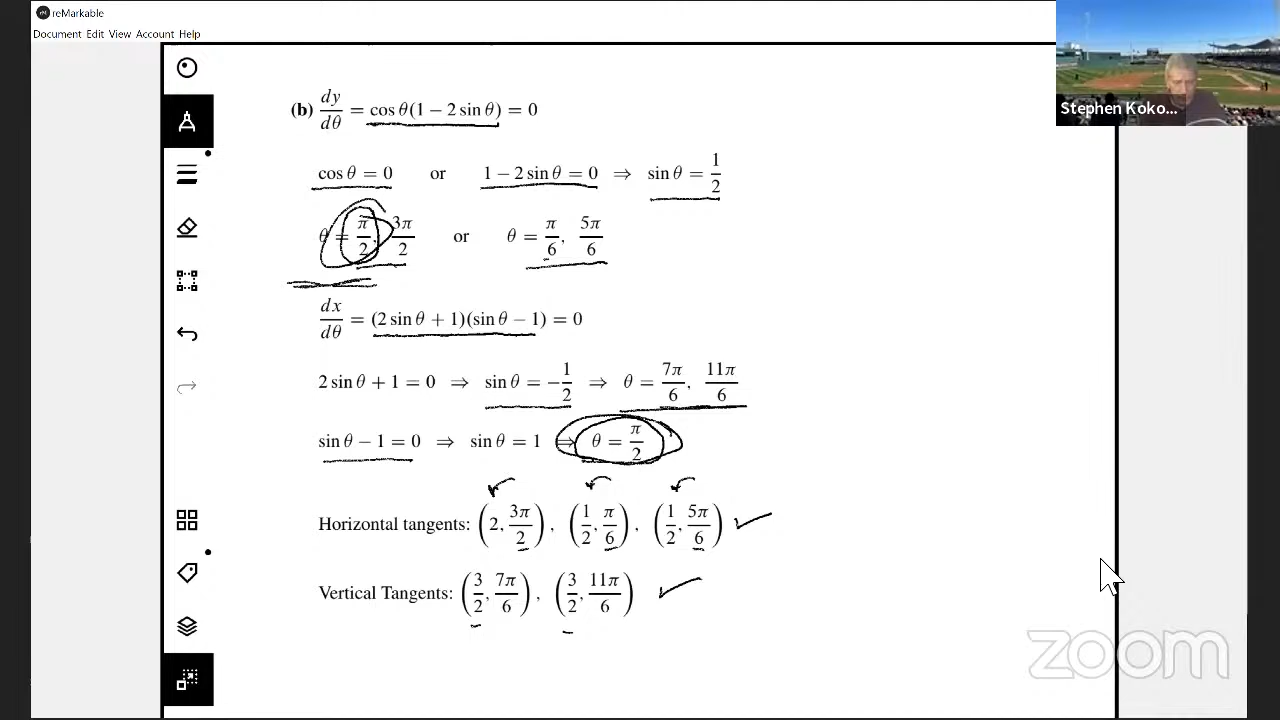 reMarkable
Document Edit View Account Help
Stephen Koko...
(b) dy/dθ = cos θ(1 − 2 sin θ) = 0
cos θ = 0 or 1 − 2 sin θ = 0 ⇒ sin θ = 1/2
θ = π/2, 3π/2 or θ = π/6, 5π/6
dx/dθ = (2 sin θ + 1)(sin θ − 1) = 0
2 sin θ + 1 = 0 ⇒ sin θ = −1/2 ⇒ θ = 7π/6, 11π/6
sin θ − 1 = 0 ⇒ sin θ = 1 ⇒ θ = π/2
Horizontal tangents: (2, 3π/2), (1/2, π/6), (1/2, 5π/6)
Vertical Tangents: (3/2, 7π/6), (3/2, 11π/6)
zoom